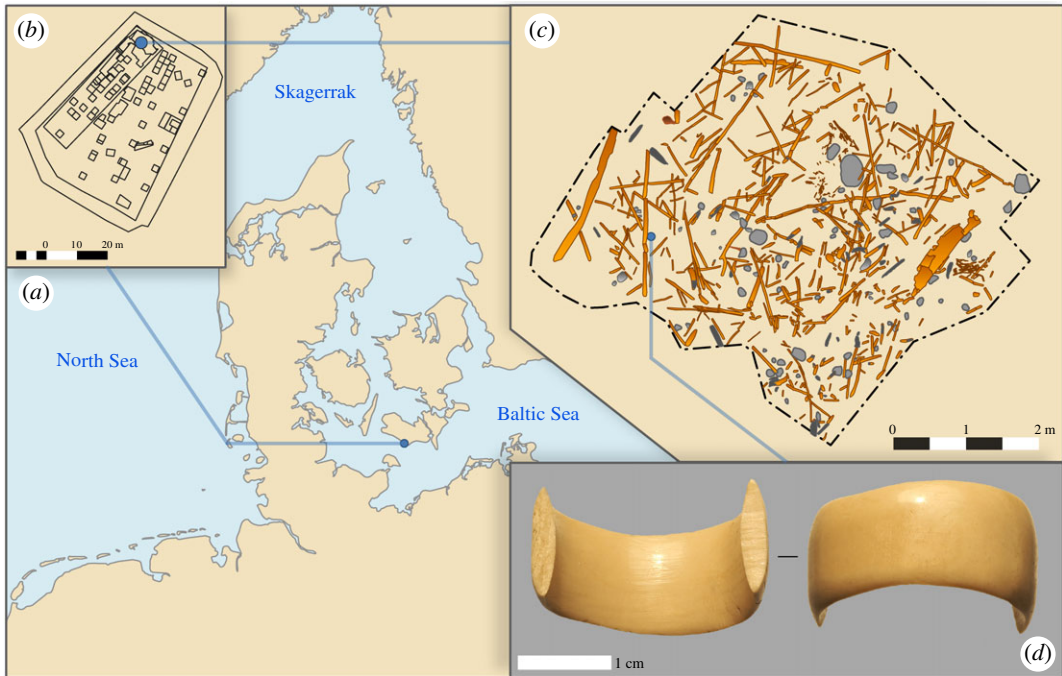 (b)
(c)
Skagerrak
0 10 20 m
(a)
North Sea
Baltic Sea
0 1 2 m
1 cm
(d)